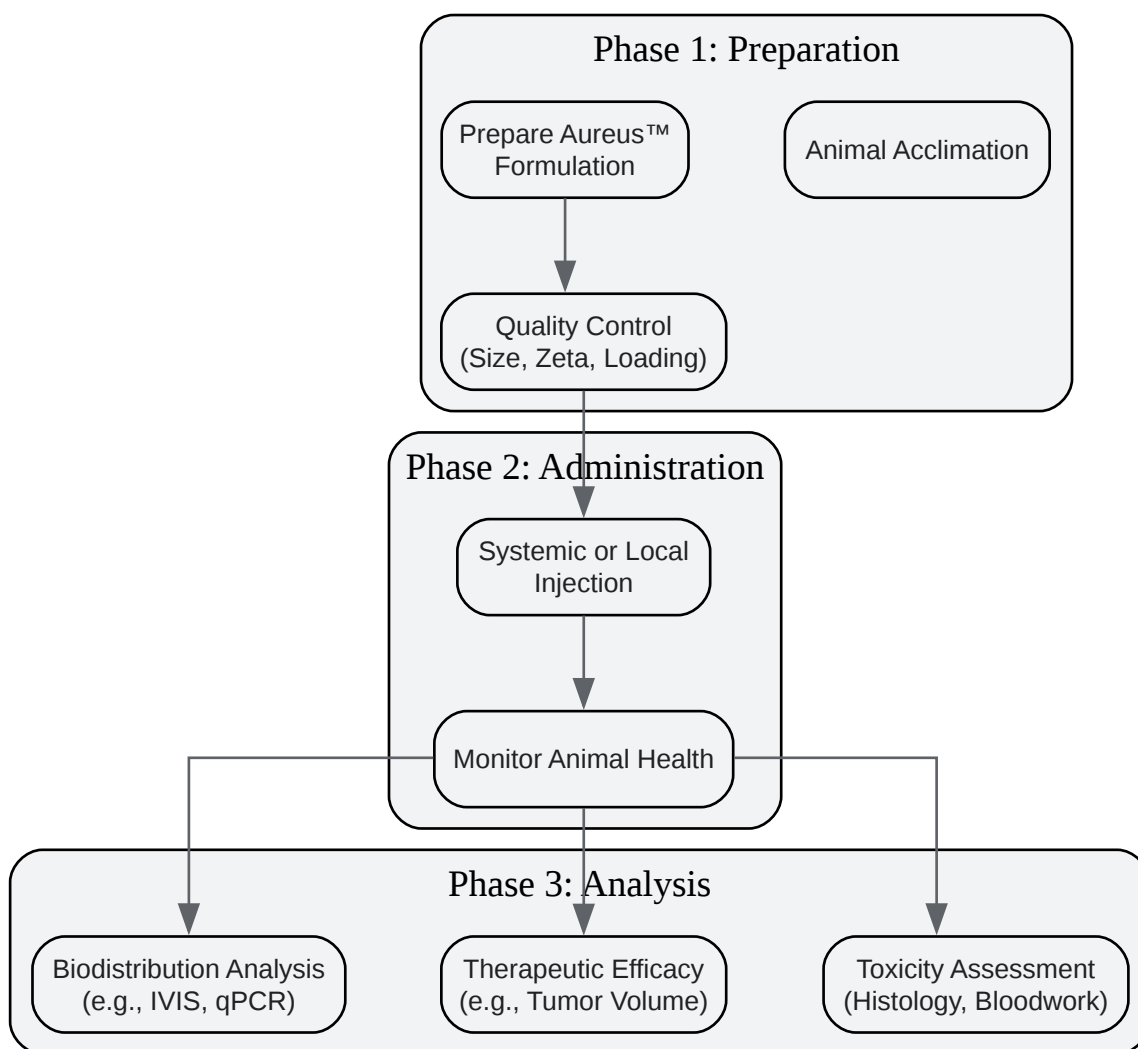 Phase 1: Preparation
Prepare Aureus™
Formulation
Animal Acclimation
Quality Control
(Size, Zeta, Loading)
Phase 2: Administration
Systemic or Local
Injection
Monitor Animal Health
Phase 3: Analysis
Biodistribution Analysis
(e.g., IVIS, qPCR)
Therapeutic Efficacy
(e.g., Tumor Volume)
Toxicity Assessment
(Histology, Bloodwork)